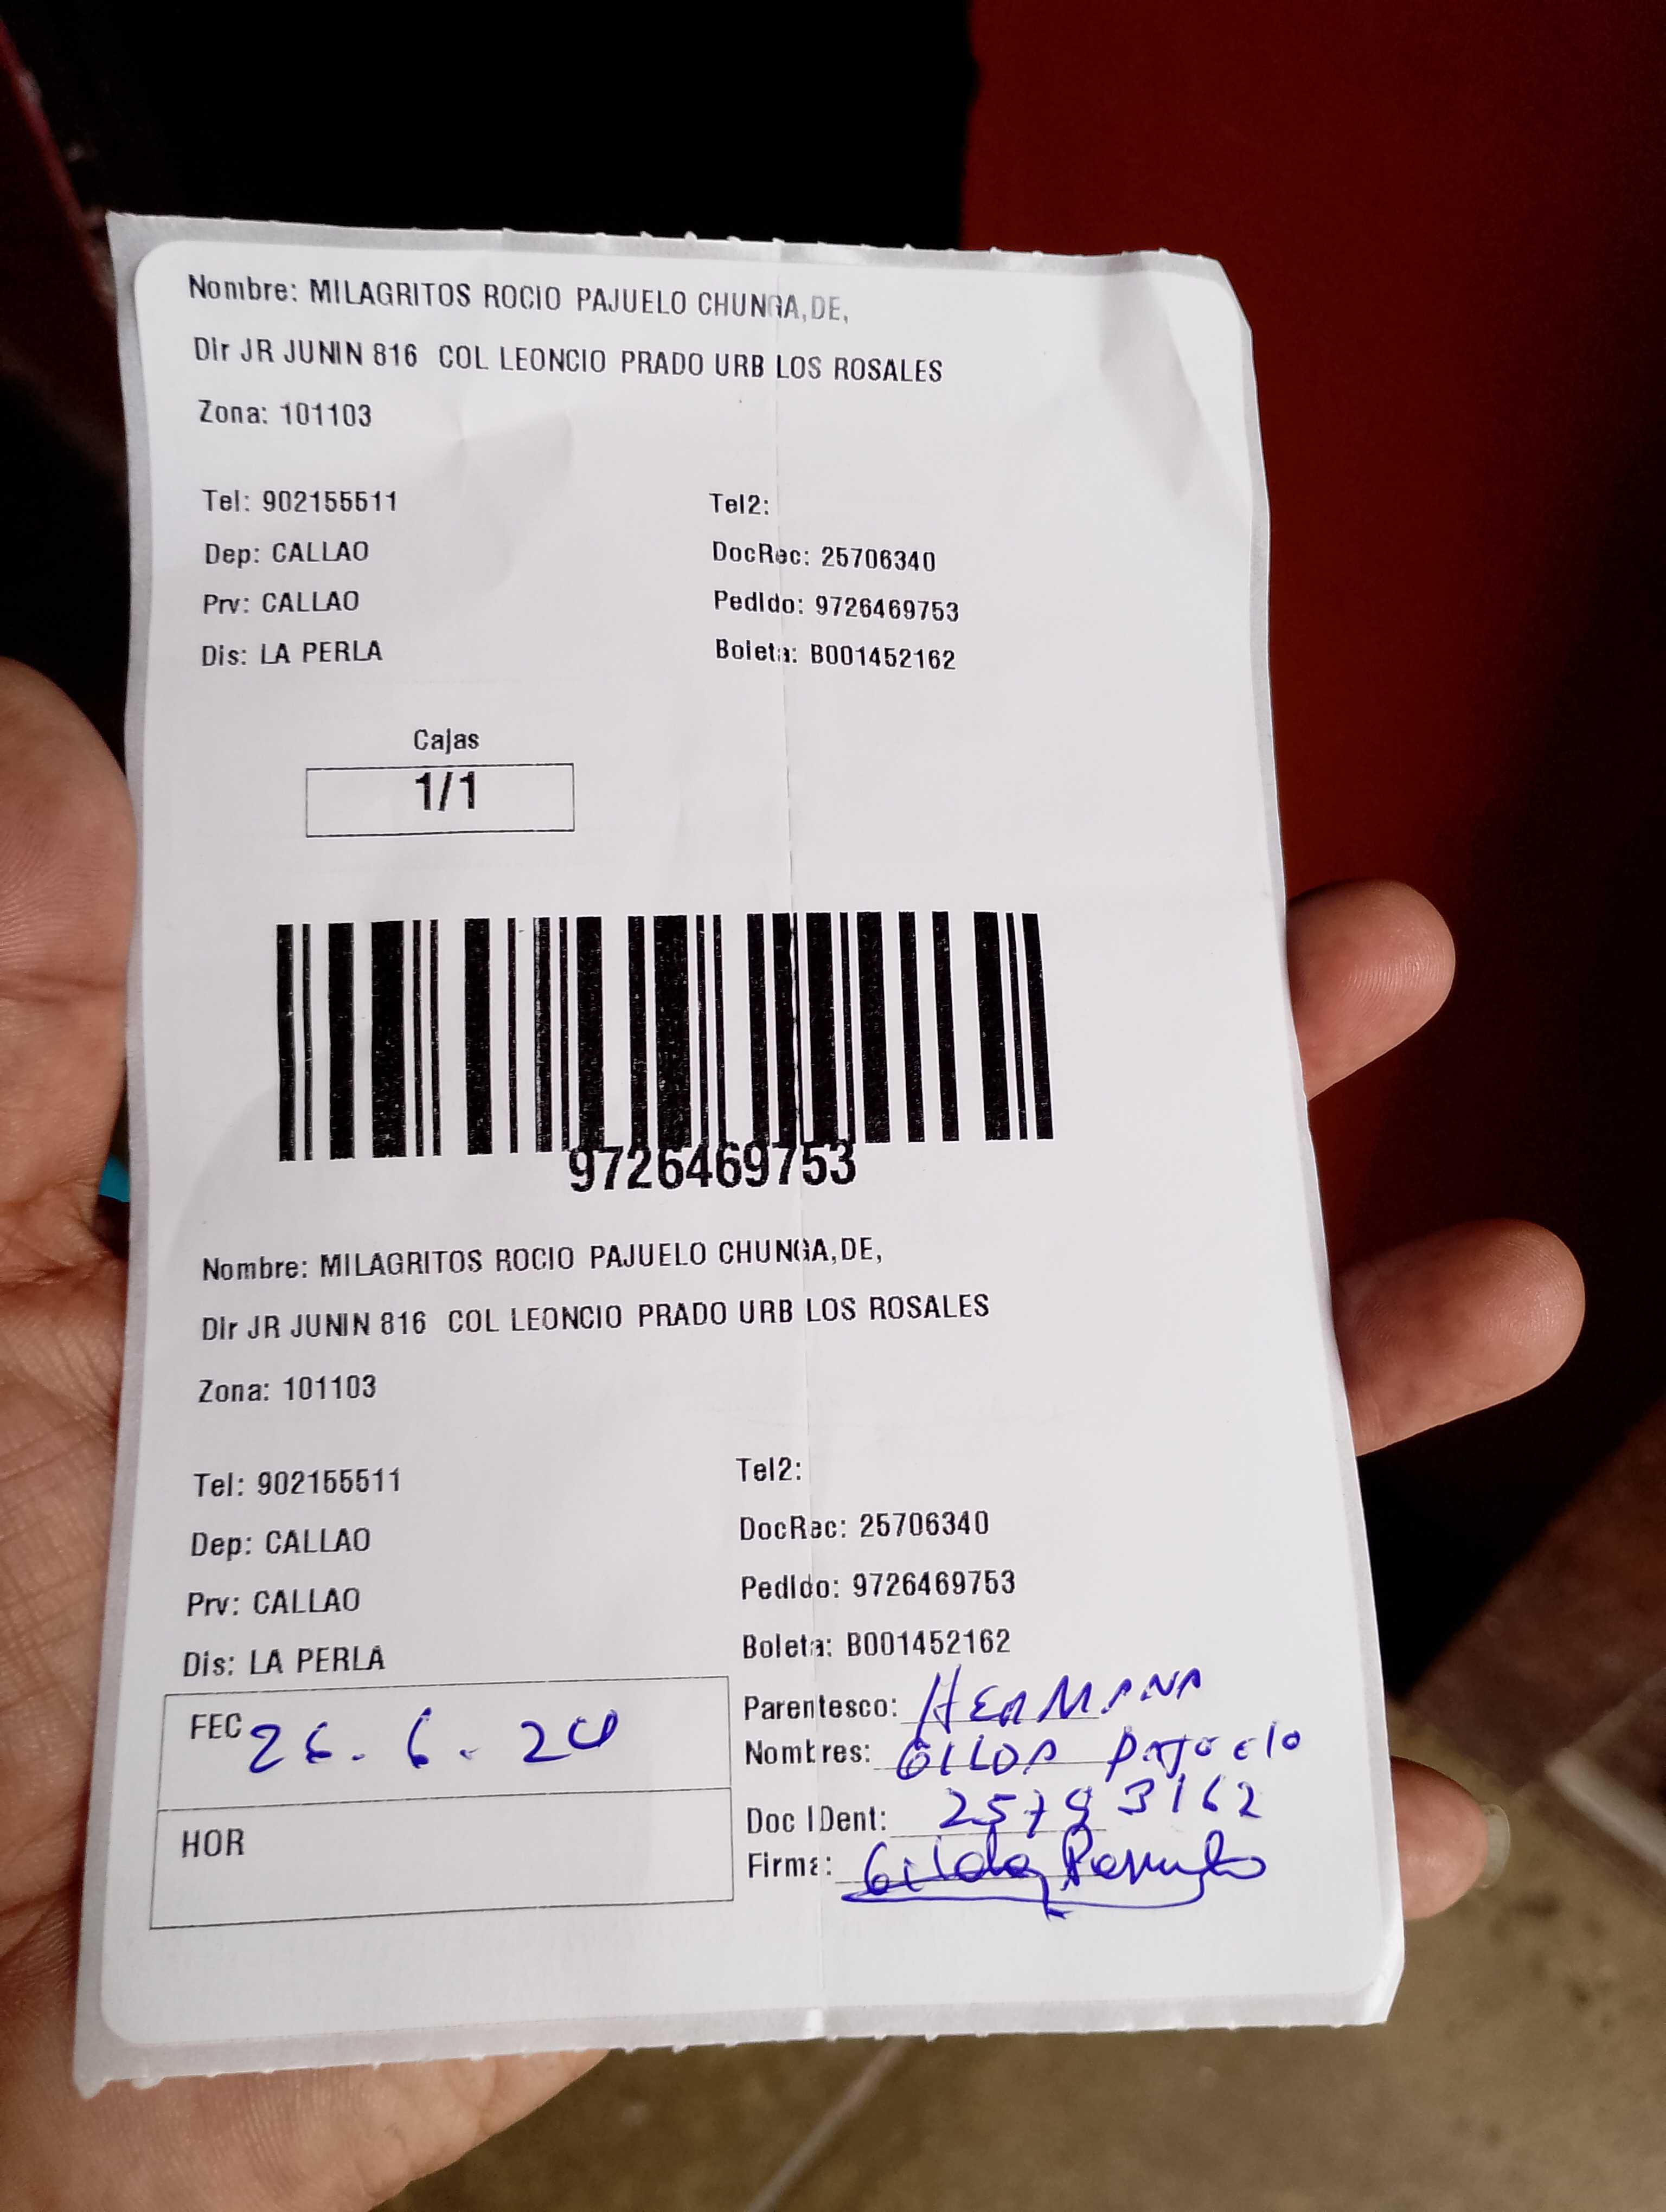 Nombre: MILAGRITOS ROCIO PAJUELO CHUNGA,DE,
Dir JR JUNIN 816 COL LEONCIO PRADO URB LOS ROSALES
Zona: 101103
Tel: 902155511 Tel2:
Dep: CALLAO DocRec: 25706340
Prv: CALLAO Pedido: 9726469753
Dis: LA PERLA Boleta: B001452162
Cajas
1/1
9726469753
Nombre: MILAGRITOS ROCIO PAJUELO CHUNGA,DE,
Dir JR JUNIN 816 COL LEONCIO PRADO URB LOS ROSALES
Zona: 101103
Tel: 902155511 Tel2:
Dep: CALLAO DocRec: 25706340
Prv: CALLAO Pedido: 9726469753
Dis: LA PERLA Boleta: B001452162
FEC 26.6.20 Parentesco: HERMANA
Nombres: GILDA PAJUELO
HOR Doc IDent:
Firma: Gilda Pajuelo